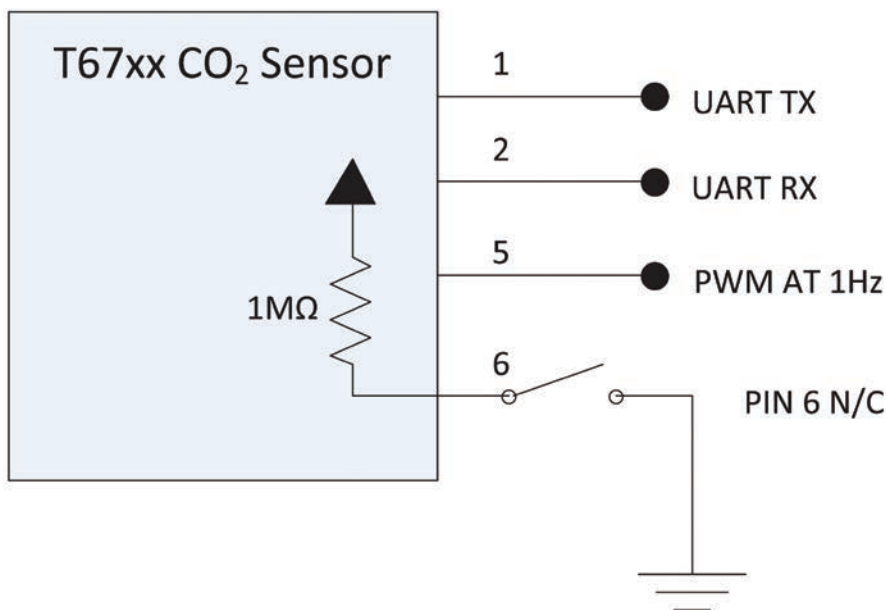 T67xx CO₂ Sensor
1
UART TX
2
UART RX
5
PWM AT 1Hz
1MΩ
6
PIN 6 N/C